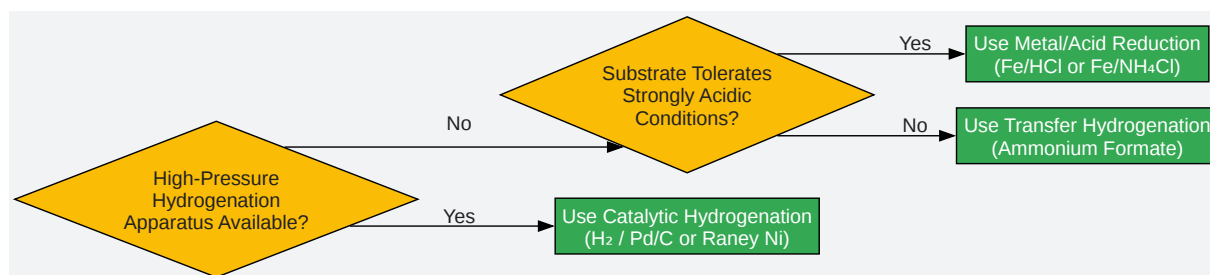 High-Pressure
Hydrogenation
Apparatus Available?
No
Yes
Substrate Tolerates
Strongly Acidic
Conditions?
Yes
No
Use Metal/Acid Reduction
(Fe/HCl or Fe/NH₄Cl)
Use Transfer Hydrogenation
(Ammonium Formate)
Use Catalytic Hydrogenation
(H₂ / Pd/C or Raney Ni)